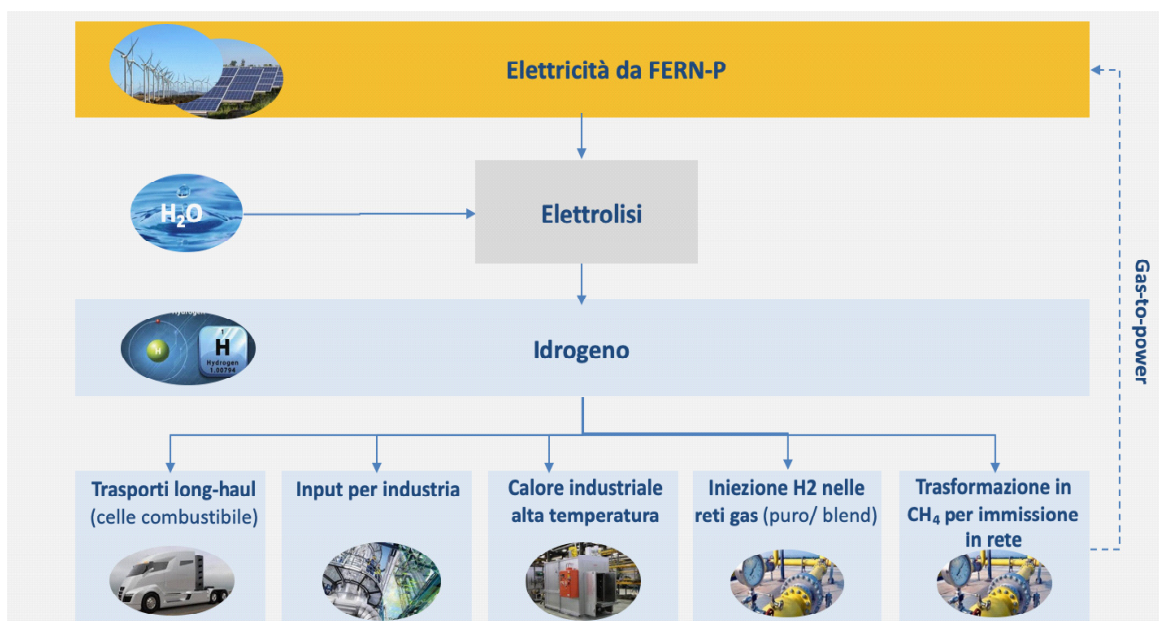 Elettricità da FERN-P
H₂O
Elettrolisi
Gas-to-power
Hydrogen
H
1
H
Hydrogen
1.00794
Idrogeno
Trasporti long-haul
(celle combustibile)
Input per industria
Calore industriale
alta temperatura
Iniezione H2 nelle
reti gas (puro/ blend)
Trasformazione in
CH₄ per immissione
in rete